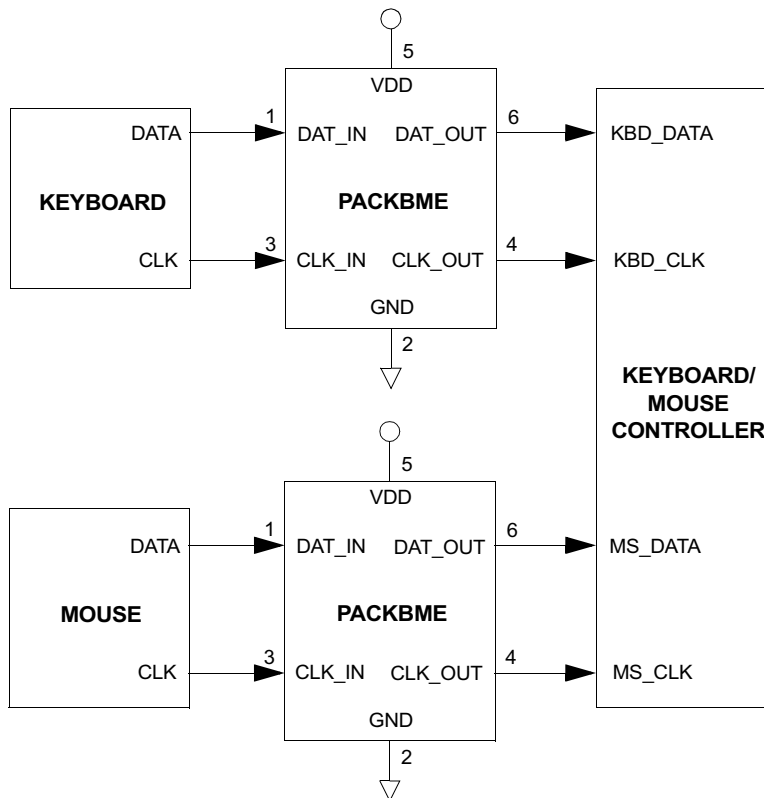 5
VDD
1
6
DATA
DAT_IN
DAT_OUT
KBD_DATA
KEYBOARD
PACKBME
3
4
CLK
CLK_IN
CLK_OUT
KBD_CLK
GND
2
KEYBOARD/
MOUSE
CONTROLLER
5
VDD
1
6
DATA
DAT_IN
DAT_OUT
MS_DATA
MOUSE
PACKBME
3
4
CLK
CLK_IN
CLK_OUT
MS_CLK
GND
2